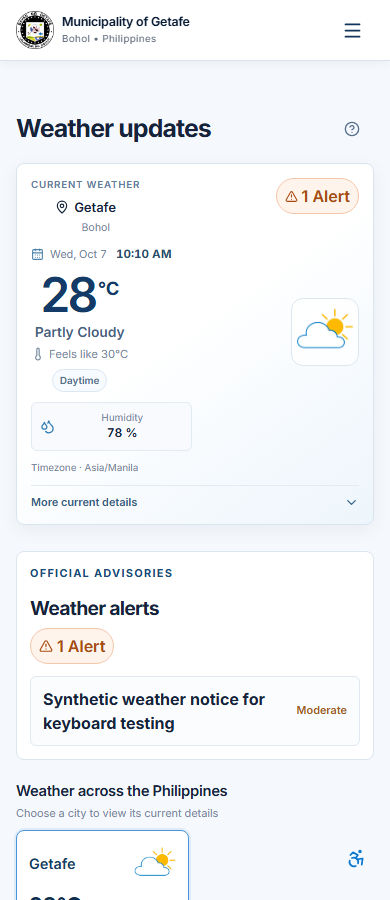 Municipality of Getafe
Bohol • Philippines
Weather updates
CURRENT WEATHER
1 Alert
Getafe
Bohol
Wed, Oct 7 10:10 AM
28°C
Partly Cloudy
Feels like 30°C
Daytime
Humidity
78 %
Timezone · Asia/Manila
More current details
OFFICIAL ADVISORIES
Weather alerts
1 Alert
Synthetic weather notice for
keyboard testing
Moderate
Weather across the Philippines
Choose a city to view its current details
Getafe